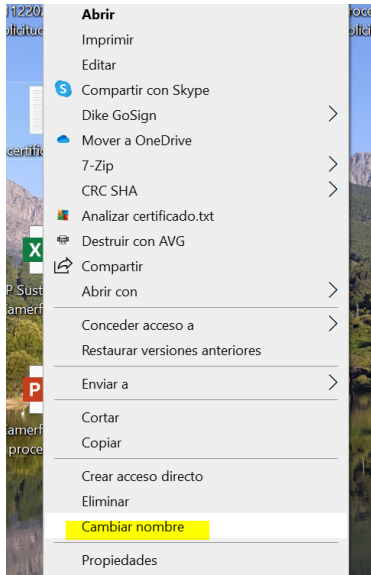 Abrir
Imprimir
Editar
Compartir con Skype
Dike GoSign
Mover a OneDrive
7-Zip
CRC SHA
Analizar certificado.txt
Destruir con AVG
Compartir
Abrir con
Conceder acceso a
Restaurar versiones anteriores
Enviar a
Cortar
Copiar
Crear acceso directo
Eliminar
Cambiar nombre
Propiedades